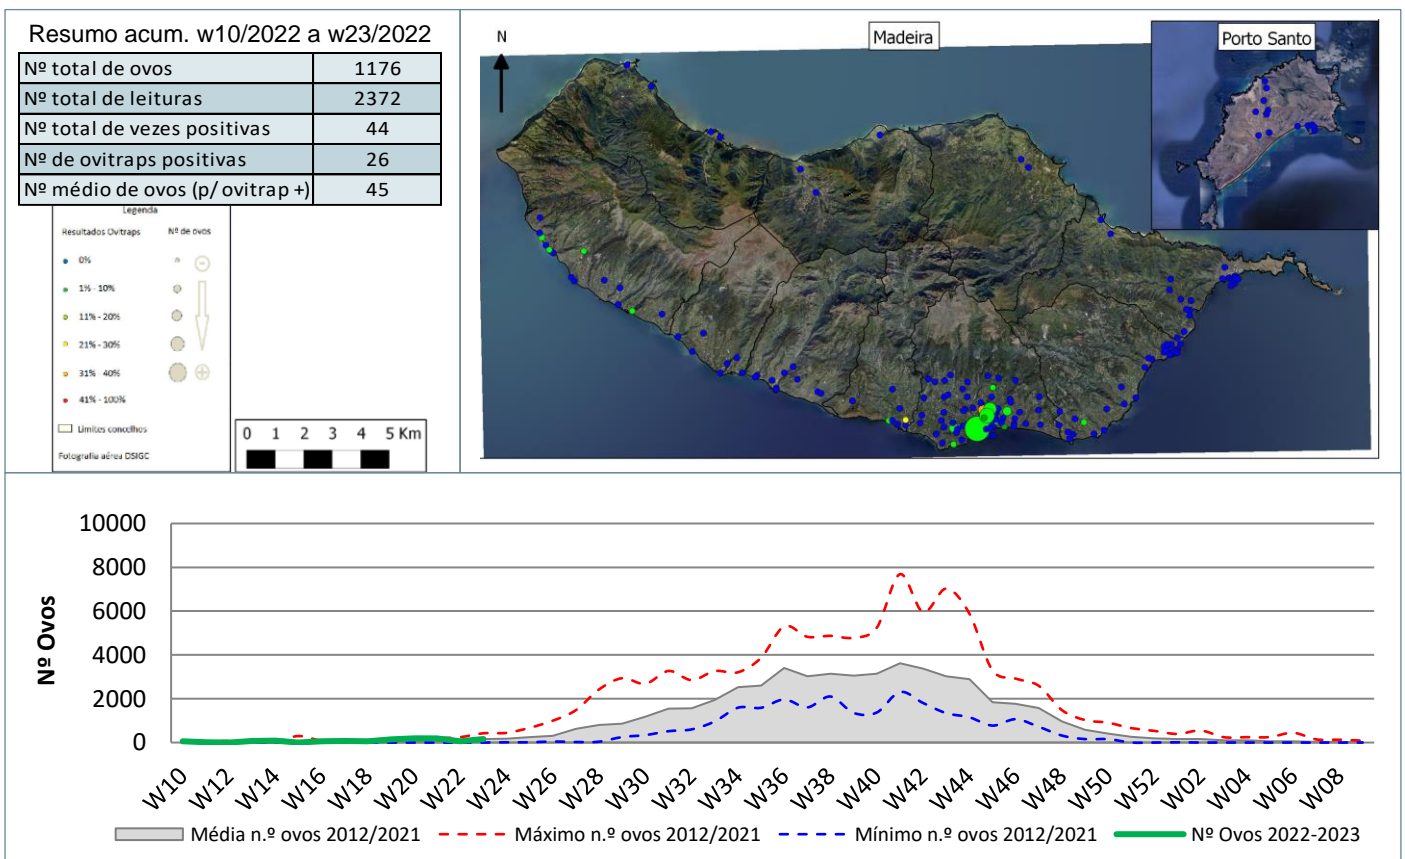 Resumo acum. w10/2022 a w23/2022
Nº total de ovos 1176
Nº total de leituras 2372
Nº total de vezes positivas 44
Nº de ovitraps positivas 26
Nº médio de ovos (p/ ovitrap +) 45
Legenda
Resultados Ovitraps Nº de ovos
0%
1% - 10%
11% - 20%
21% - 30%
31% - 40%
41% - 100%
Limites concelhos
Fotografia aérea DSIGC
0 1 2 3 4 5 Km
N
Madeira
Porto Santo
Nº Ovos
10000
8000
6000
4000
2000
0
W10 W12 W14 W16 W18 W20 W22 W24 W26 W28 W30 W32 W34 W36 W38 W40 W42 W44 W46 W48 W50 W52 W02 W04 W06 W08
Média n.º ovos 2012/2021 Máximo n.º ovos 2012/2021 Mínimo n.º ovos 2012/2021 Nº Ovos 2022-2023